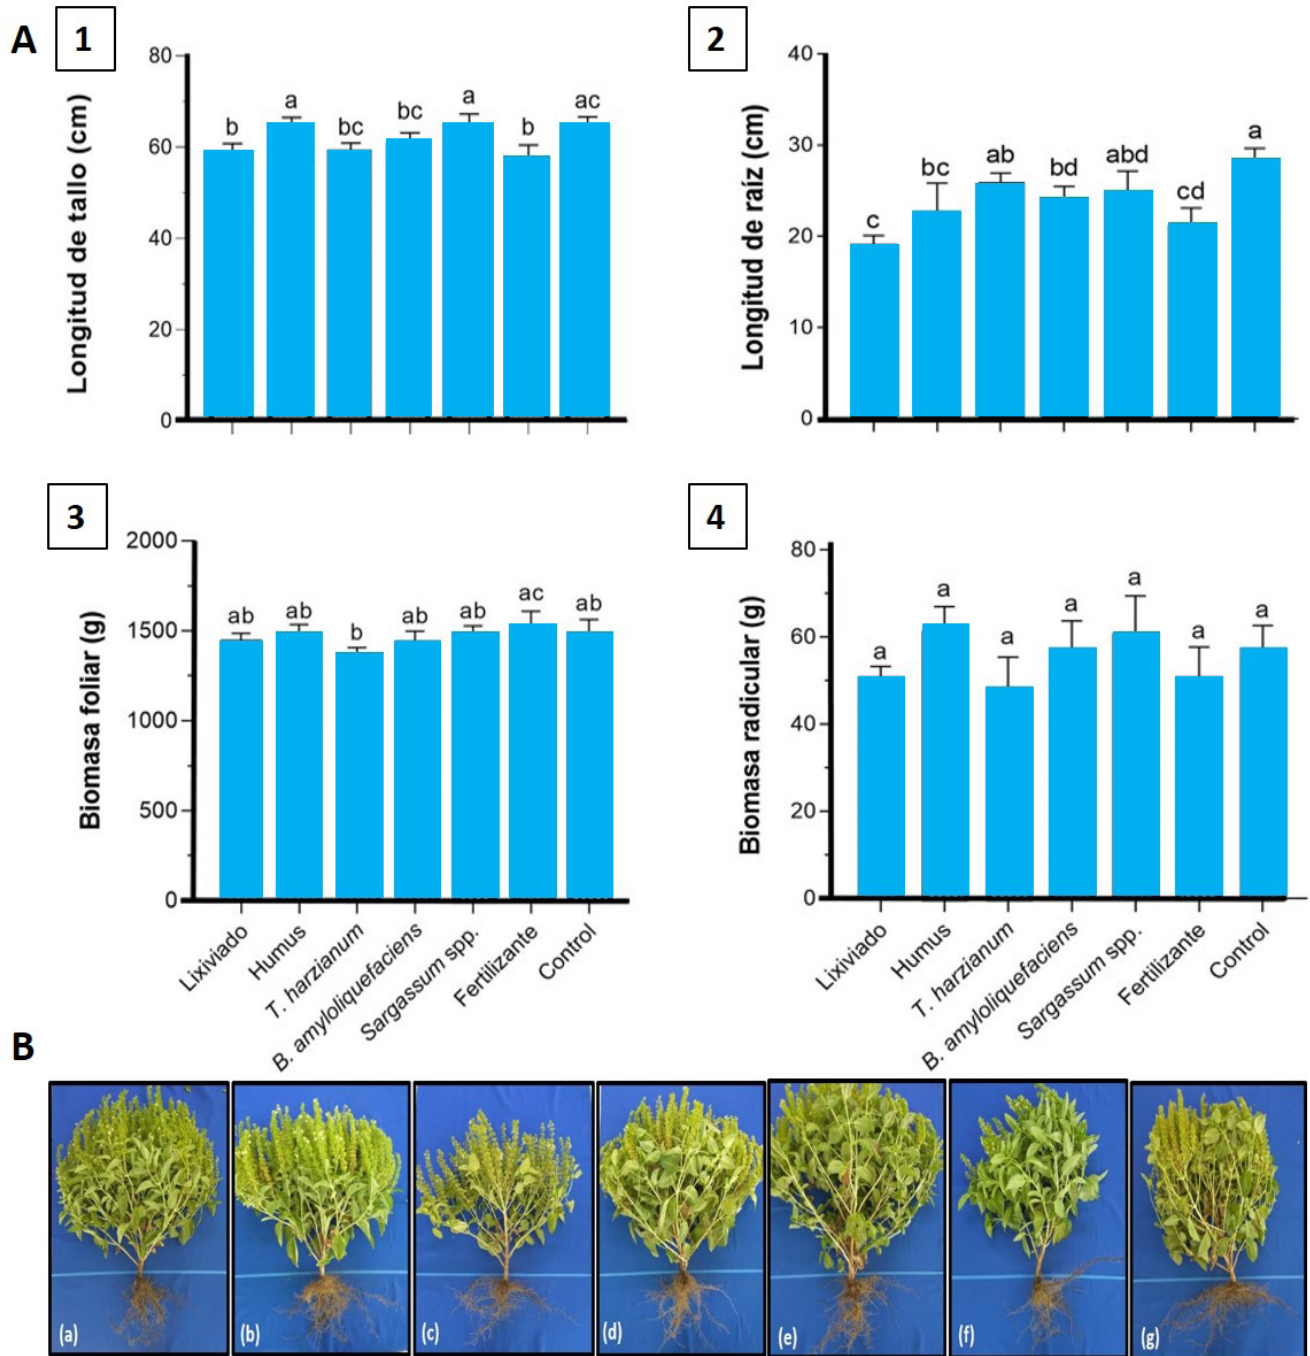 A
1
Longitud de tallo (cm)
80
60
40
20
0
b
a
bc
bc
a
b
ac
2
Longitud de raíz (cm)
40
30
20
10
0
c
bc
ab
bd
abd
cd
a
3
Biomasa foliar (g)
2000
1500
1000
500
0
ab
ab
b
ab
ab
ac
ab
Lixiviado
Humus
T. harzianum
B. amyloliquefaciens
Sargassum spp.
Fertilizante
Control
4
Biomasa radicular (g)
80
60
40
20
0
a
a
a
a
a
a
a
Lixiviado
Humus
T. harzianum
B. amyloliquefaciens
Sargassum spp.
Fertilizante
Control
B
(a)
(b)
(c)
(d)
(e)
(f)
(g)